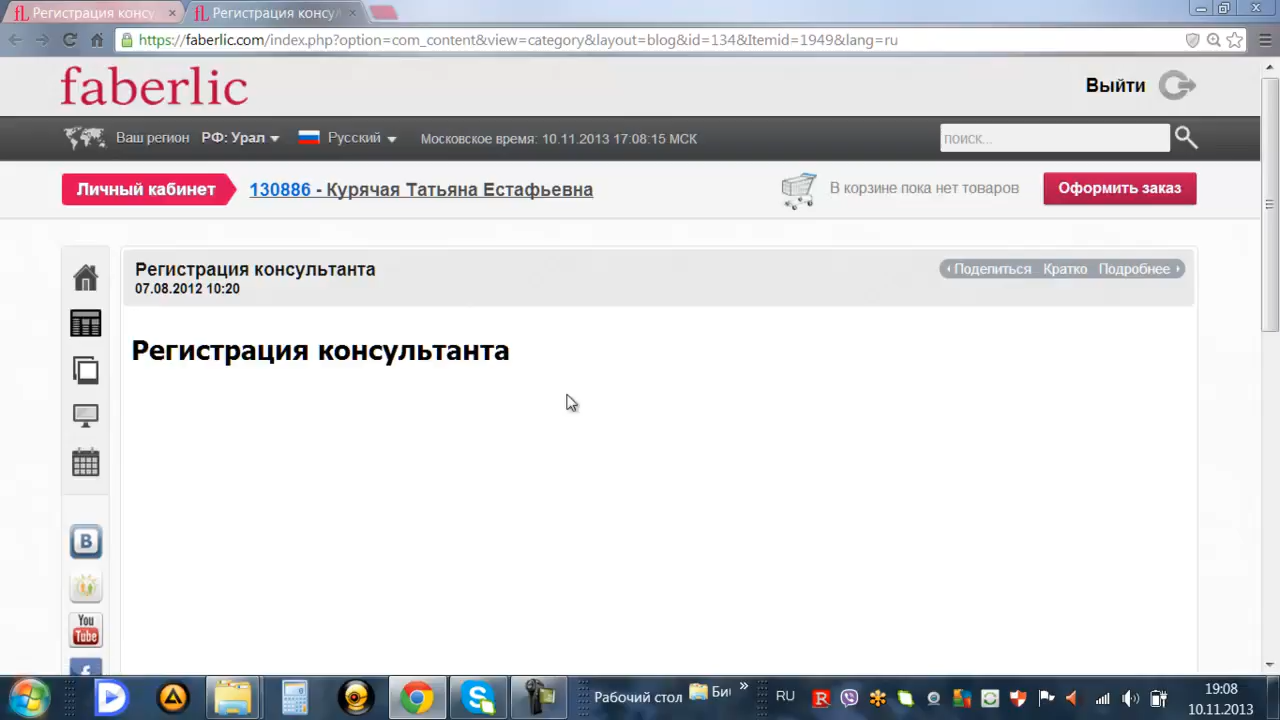 Регистрация консу
Регистрация консул
https://faberlic.com/index.php?option=com_content&view=category&layout=blog&id=134&Itemid=1949&lang=ru
faberlic
Выйти
Ваш регион РФ: Урал Русский Московское время: 10.11.2013 17:08:15 МСК поиск...
Личный кабинет 130886 - Курячая Татьяна Естафьевна В корзине пока нет товаров Оформить заказ
Регистрация консультанта
07.08.2012 10:20
Поделиться Кратко Подробнее
Регистрация консультанта
B
You
Tube
f
Рабочий стол
Би
»
RU
19:08
10.11.2013